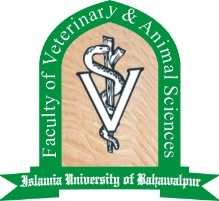 Faculty of Veterinary & Animal Sciences
V
Islamia University of Bahawalpur